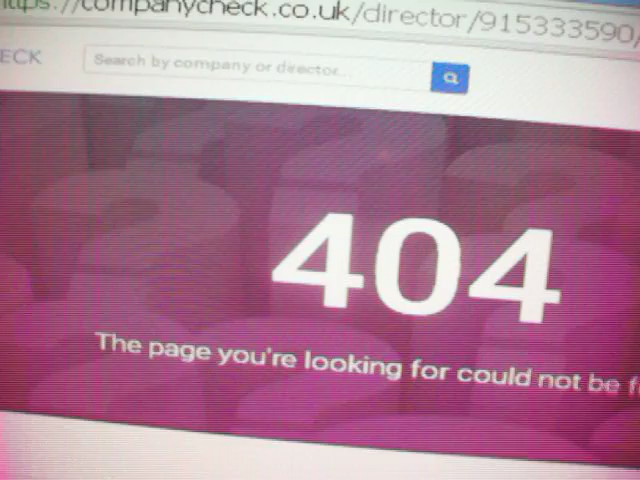 https://companycheck.co.uk/director/915333590/
ECK
Search by company or director...
404
The page you're looking for could not be f